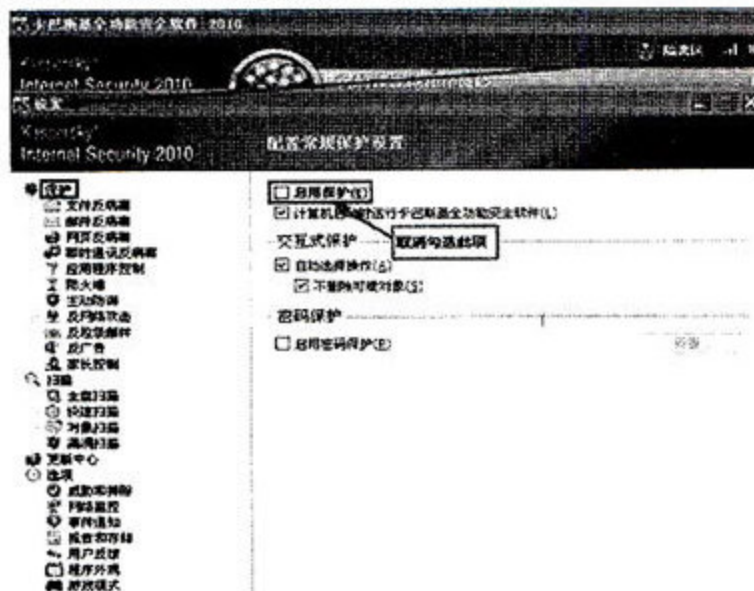 卡巴斯基全功能安全软件 2010
Kaspersky
隔离区
Internet Security 2010
设置
Kaspersky
Internet Security 2010
配置常规保护设置
保护
文件反病毒
邮件反病毒
网页反病毒
即时通讯反病毒
应用程序控制
防火墙
主动防御
反网络攻击
反垃圾邮件
反广告
家长控制
扫描
全盘扫描
快速扫描
对象扫描
漏洞扫描
更新中心
选项
威胁和排除
网络监控
事件通知
报告和存储
用户反馈
程序外观
游戏模式
启用保护(E)
计算机启动时运行卡巴斯基全功能安全软件(L)
取消勾选此项
交互式保护
自动选择操作(A)
不删除可疑对象(S)
密码保护
启用密码保护(P)
设置